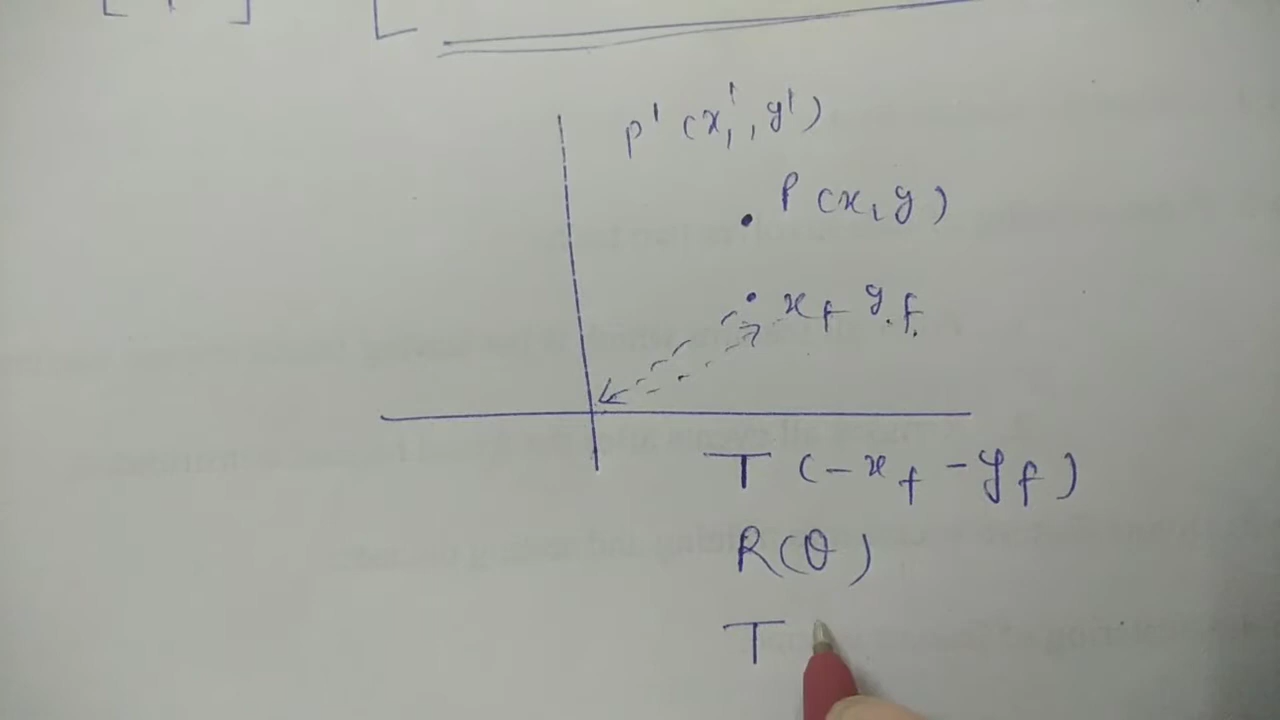 P' (x', y')
P (x, y)
xf yf
T (-xf -yf)
R(θ)
T